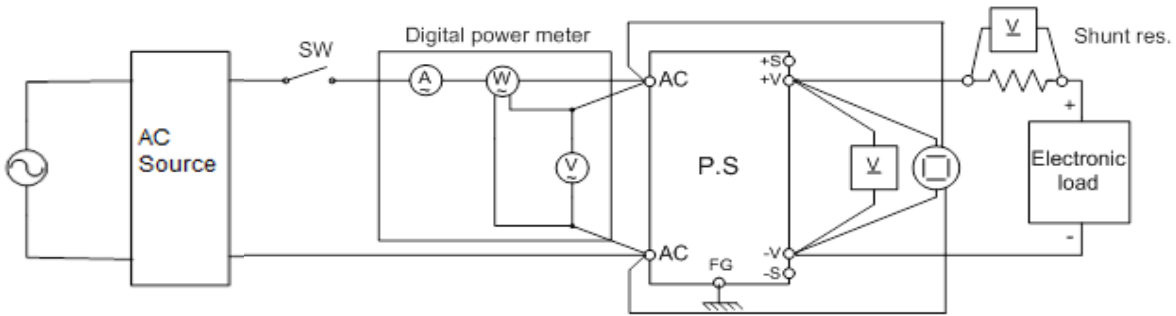 SW
Digital power meter
Shunt res.
AC
Source
A
W
V
AC
AC
P.S
FG
+S
+V
-V
-S
V
V
+
Electronic
load
-